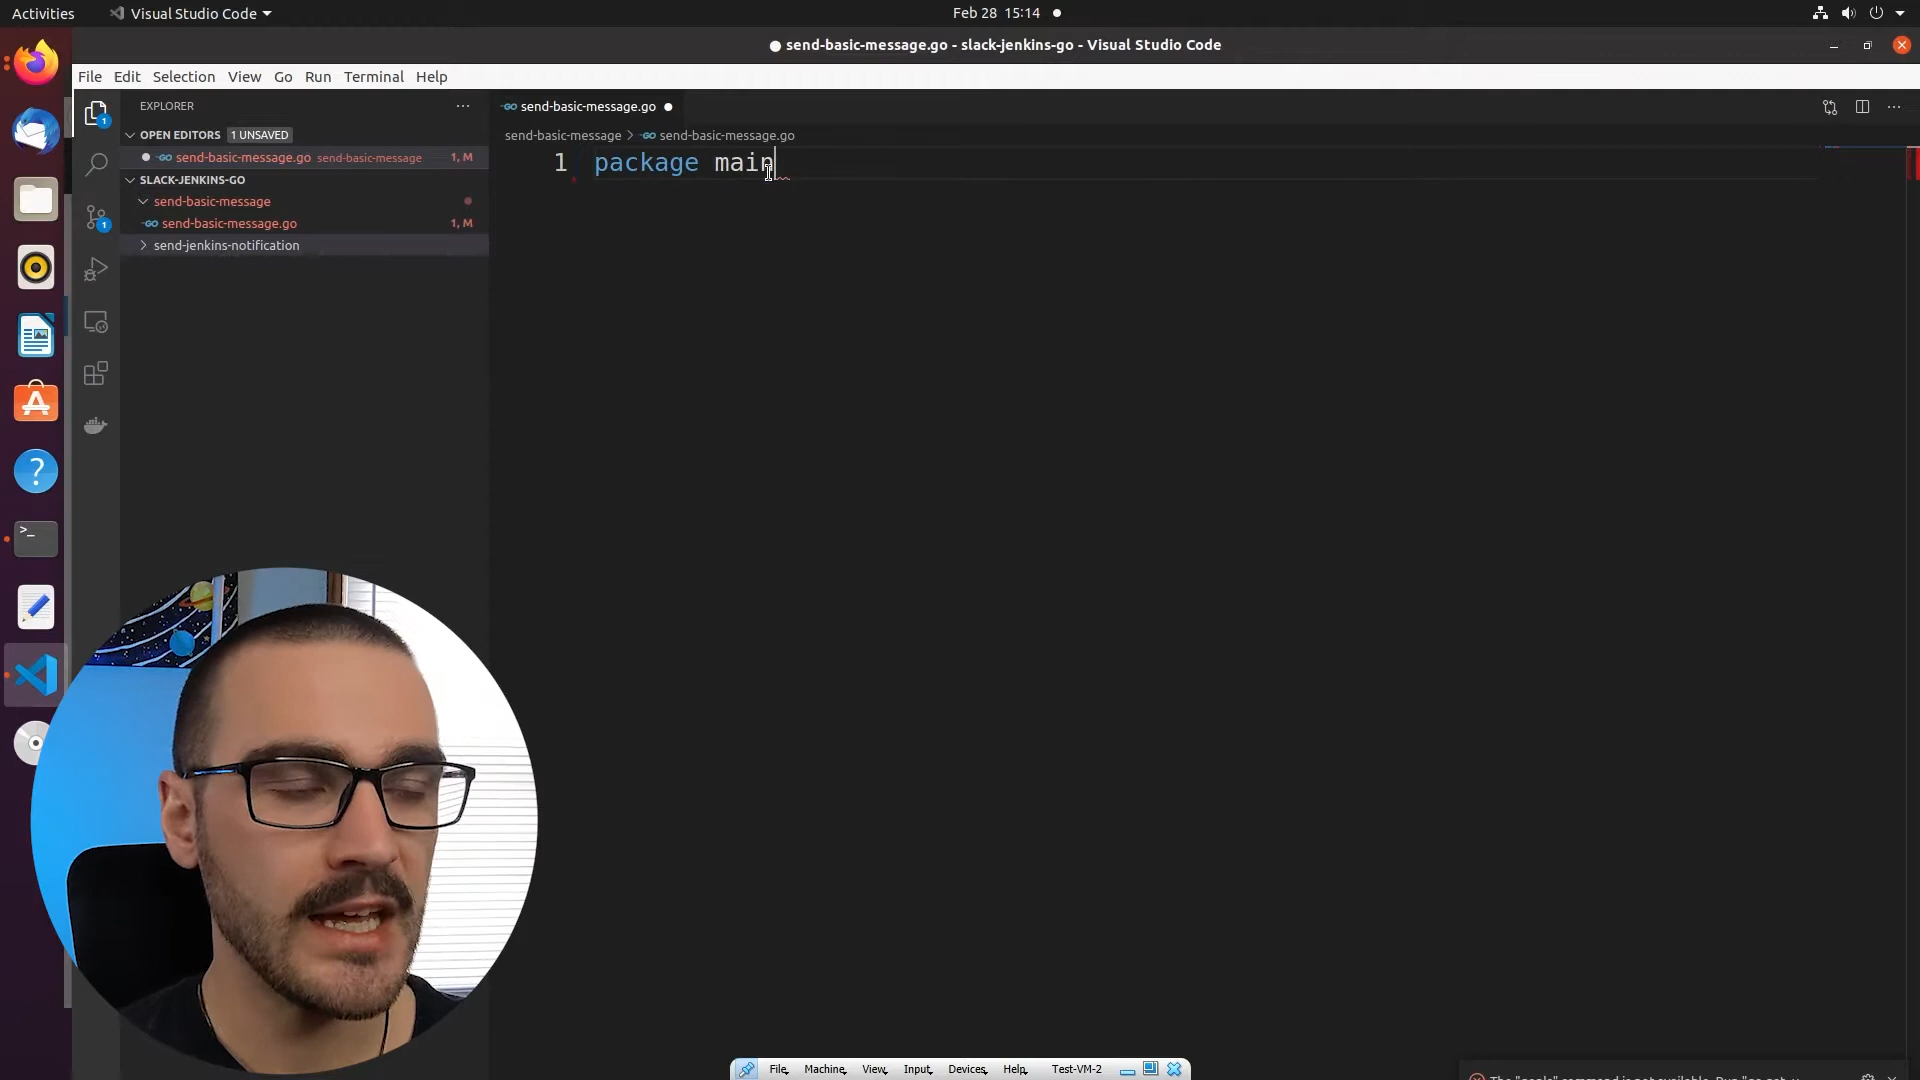 Activities
Visual Studio Code
Feb 28 15:14
send-basic-message.go - slack-jenkins-go - Visual Studio Code
File Edit Selection View Go Run Terminal Help
EXPLORER
send-basic-message.go
OPEN EDITORS 1 UNSAVED
send-basic-message > send-basic-message.go
send-basic-message.go send-basic-message 1, M
1 package main
SLACK-JENKINS-GO
send-basic-message
send-basic-message.go 1, M
send-jenkins-notification
File Machine View Input Devices Help Test-VM-2